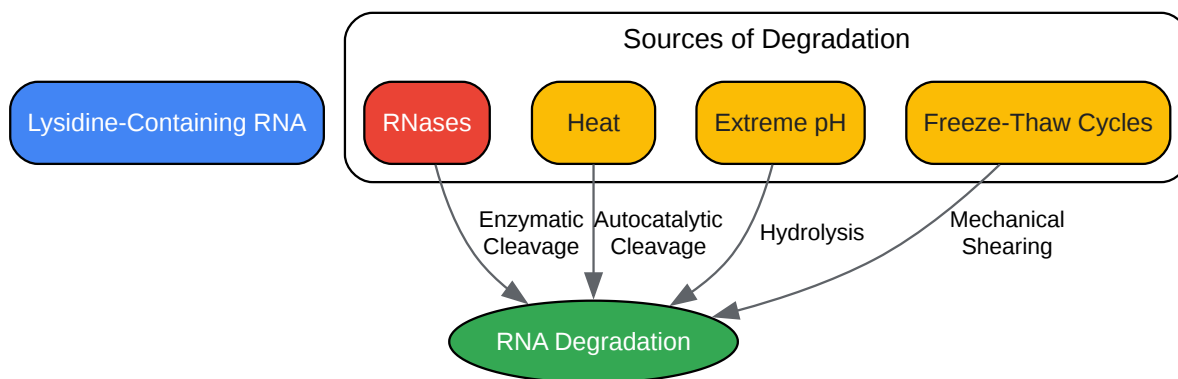 Sources of Degradation
Lysidine-Containing RNA
RNases
Heat
Extreme pH
Freeze-Thaw Cycles
Enzymatic
Cleavage
Autocatalytic
Cleavage
Hydrolysis
Mechanical
Shearing
RNA Degradation